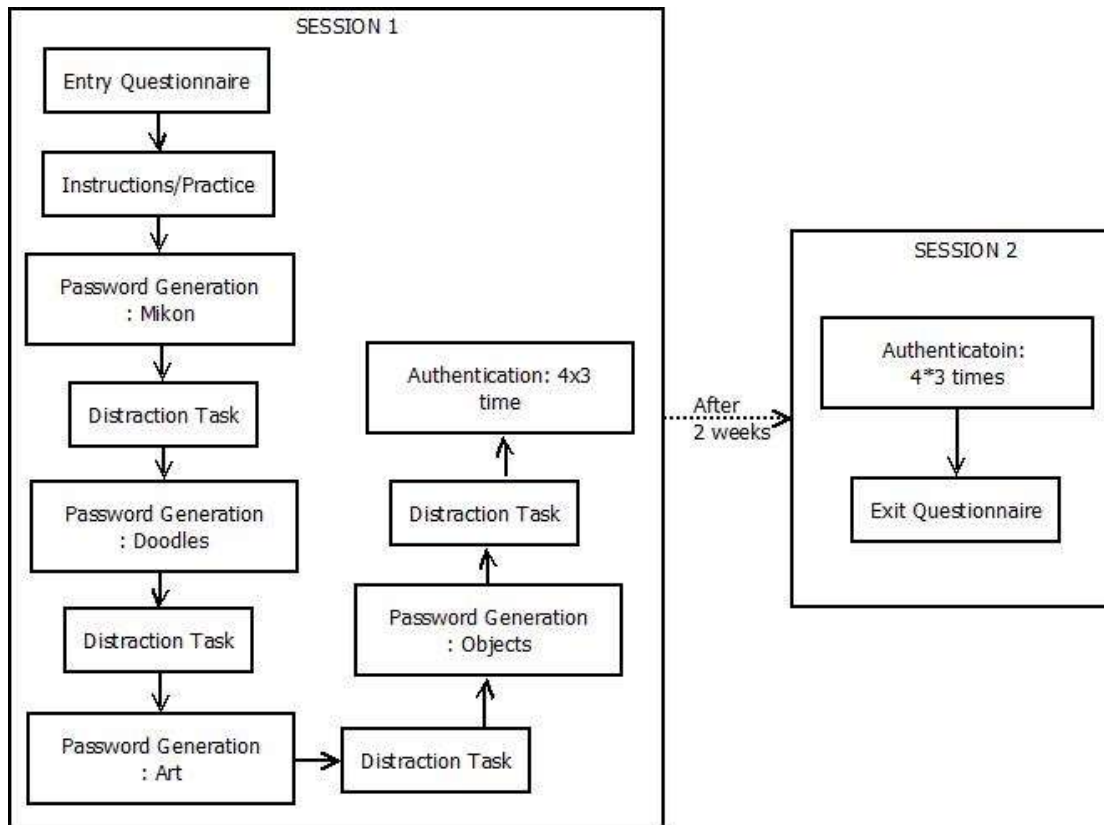 SESSION 1
Entry Questionnaire
Instructions/Practice
Password Generation
: Mikon
Distraction Task
Password Generation
: Doodles
Distraction Task
Password Generation
: Art
Distraction Task
Password Generation
: Objects
Distraction Task
Authentication: 4x3
time
After
2 weeks
SESSION 2
Authenticatoin:
4*3 times
Exit Questionnaire